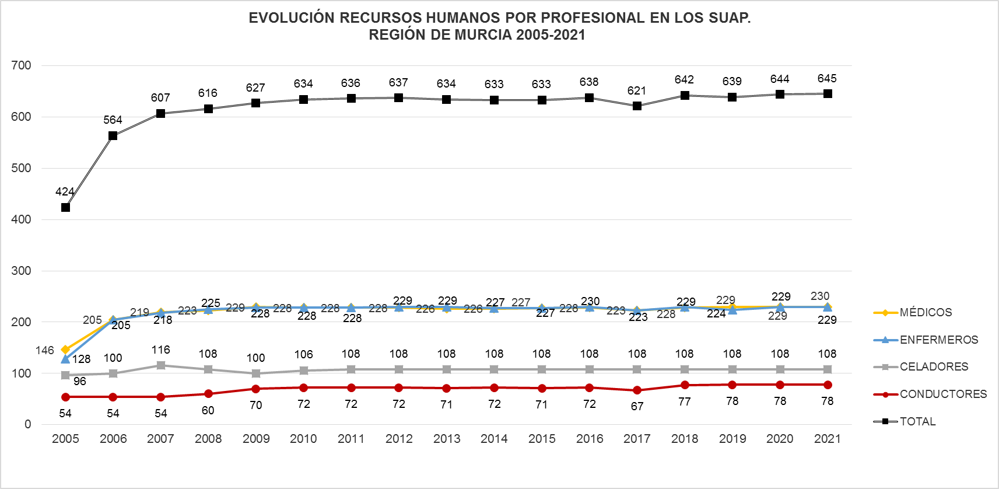 EVOLUCIÓN RECURSOS HUMANOS POR PROFESIONAL EN LOS SUAP.
REGIÓN DE MURCIA 2005-2021
700
600
500
400
300
200
100
0
424 564 607 616 627 634 636 637 634 633 633 638 621 642 639 644 645
146 205 219 223 229 228 228 228 226 226 227 228 223 228 229 229 230
128 205 218 225 228 228 228 229 229 227 227 230 223 229 224 229 229
96 100 116 108 100 106 108 108 108 108 108 108 108 108 108 108 108
54 54 54 60 70 72 72 72 71 72 71 72 67 77 78 78 78
2005 2006 2007 2008 2009 2010 2011 2012 2013 2014 2015 2016 2017 2018 2019 2020 2021
MÉDICOS
ENFERMEROS
CELADORES
CONDUCTORES
TOTAL